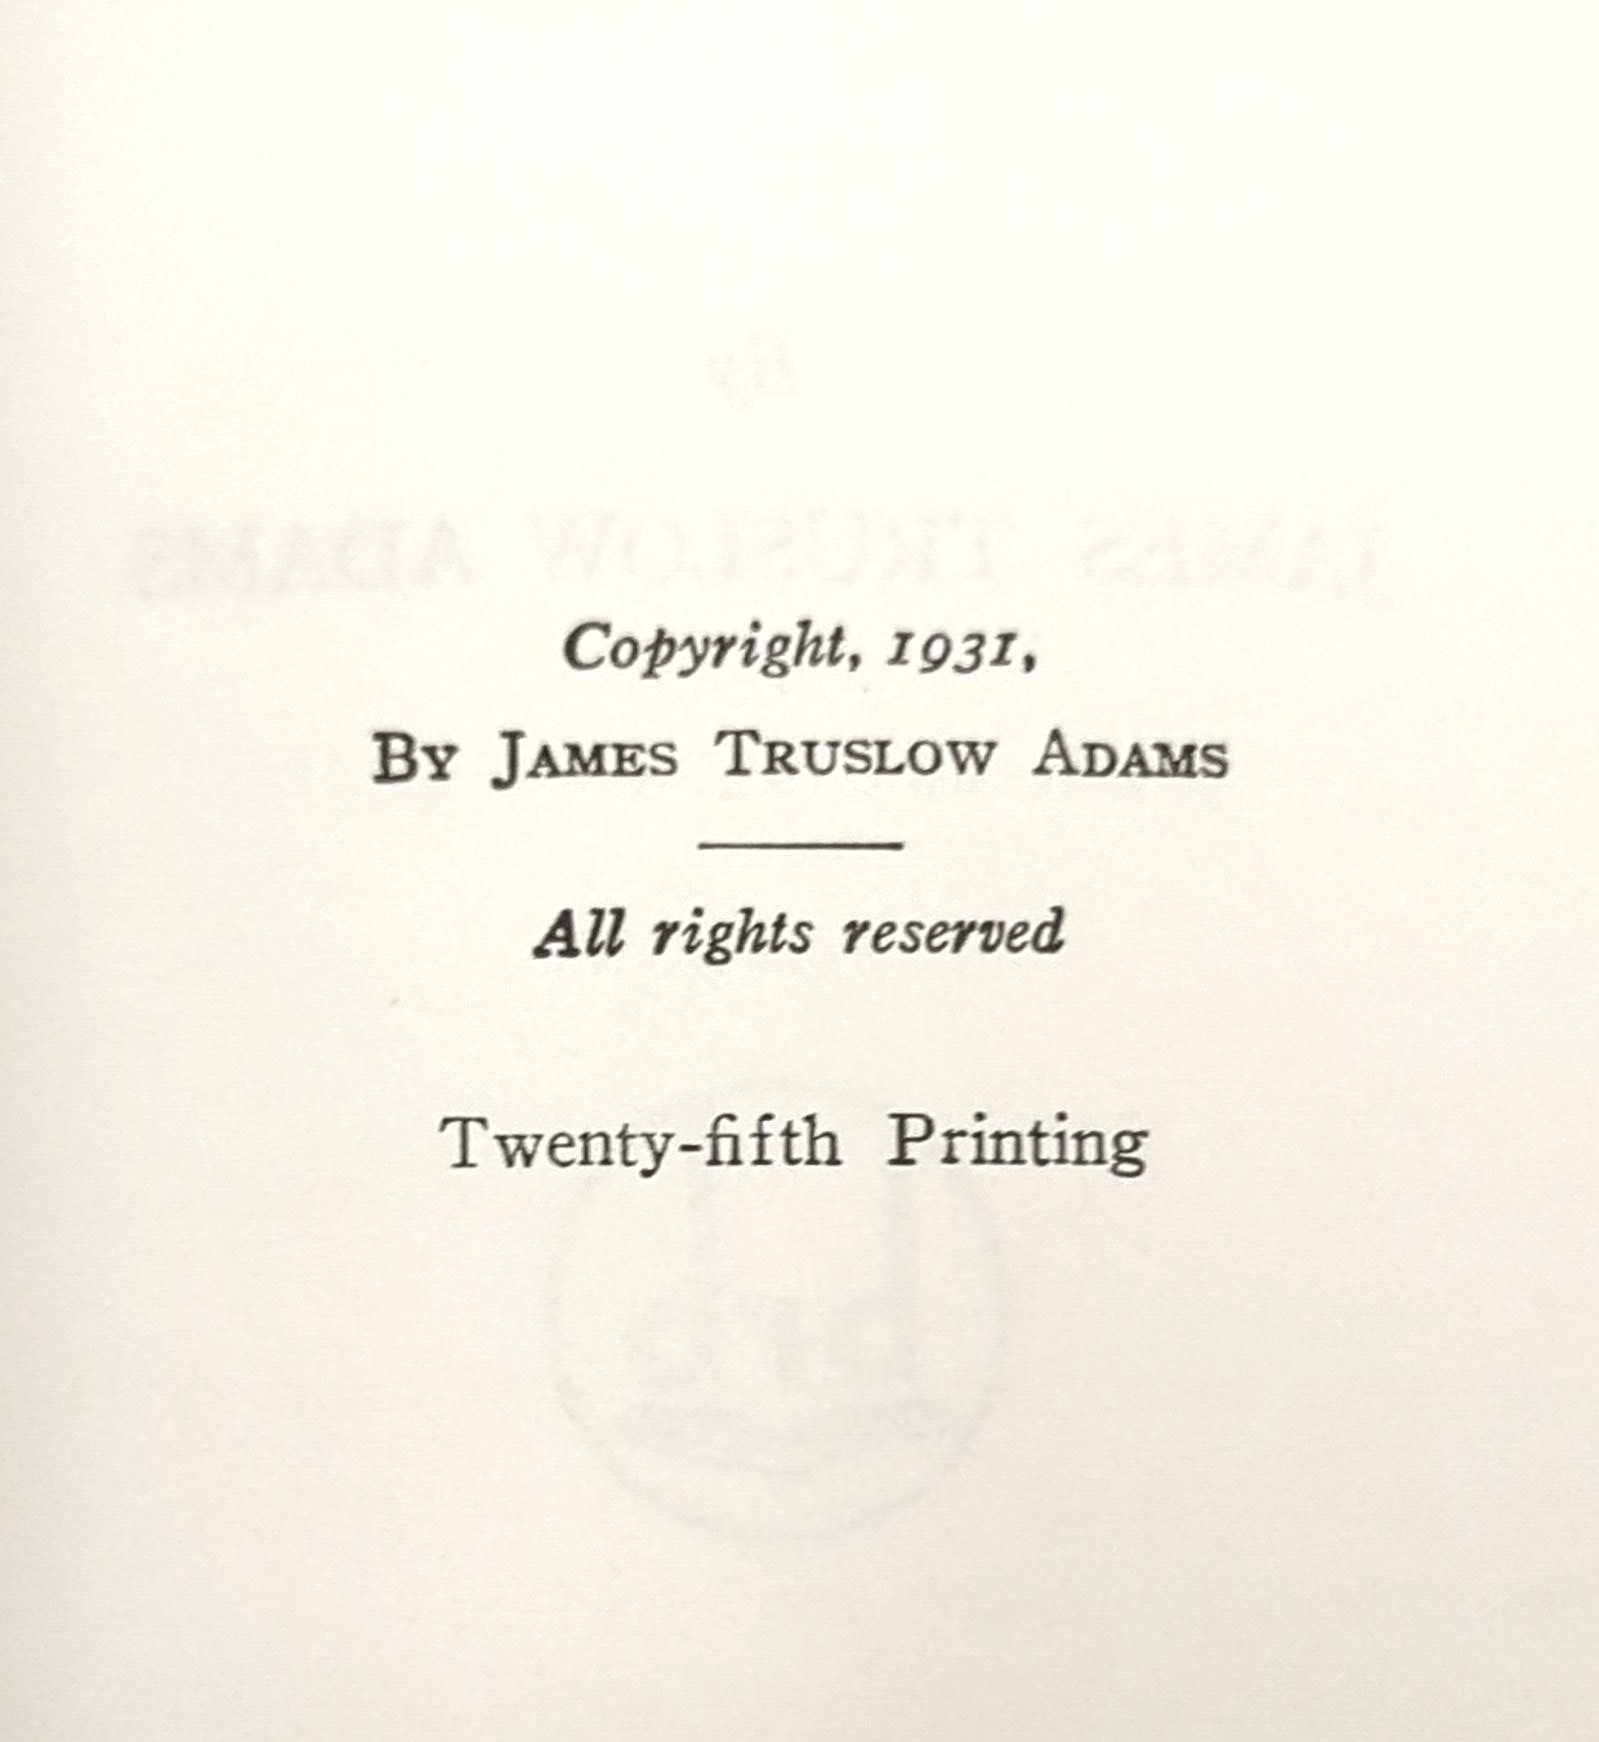 Copyright, 1931,
By James Truslow Adams
All rights reserved
Twenty-fifth Printing